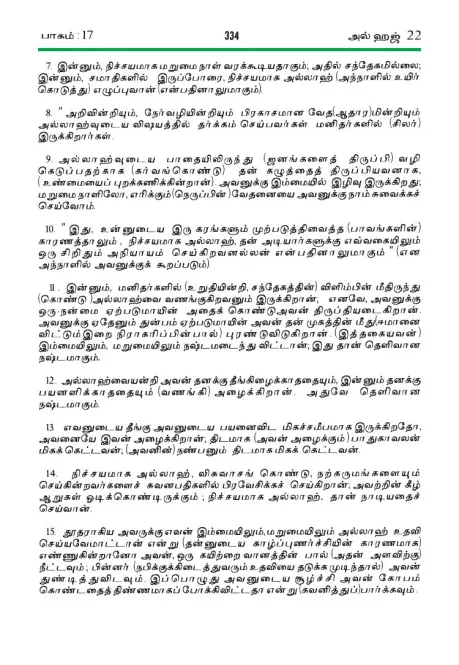 பாகம் : 17 334 அல் ஹஜ் 22
7. இன்னும், நிச்சயமாக மறுமை நாள் வரக்கூடியதாகும்; அதில் சந்தேகமில்லை;
இன்னும், சமாதிகளில் இருப்போரை, நிச்சயமாக அல்லாஹ் (அந்நாளில் உயிர்
கொடுத்து) எழுப்புவான் (என்பதினாலுமாகும்).
8. " அறிவின்றியும், நேர்வழியின்றியும் பிரகாசமான வேத(ஆதார)மின்றியும்
அல்லாஹ்வுடைய விஷயத்தில் தர்க்கம் செய்பவர்கள் மனிதர்களில் (சிலர்)
இருக்கிறார்கள்.
9. அல்லாஹ்வுடைய பாதையிலிருந்து (ஜனங்களைத் திருப்பி) வழி
கெடுப்பதற்காக (கர்வங்கொண்டு) தன் கழுத்தைத் திருப்பியவனாக,
( உண்மையைப் புறக்கணிக்கின்றான்) . அவனுக்கு இம்மையில் இழிவு இருக்கிறது;
மறுமை நாளிலோ, எரிக்கும் (நெருப்பின்) வேதனையை அவனுக்கு நாம் சுவைக்கச்
செய்வோம்.
10. " இது, உன்னுடைய இரு கரங்களும் முற்படுத்திவைத்த (பாவங்களின்)
காரணத்தாலும் , நிச்சயமாக அல்லாஹ், தன் அடியார்களுக்கு எவ்வகையிலும்
ஒரு சிறிதும் அநியாயம் செய்கிறவனல்லன் என்பதினாலுமாகும் " (என
அந்நாளில் அவனுக்குக் கூறப்படும்)
11 . இன்னும், மனிதர்களில் (உறுதியின்றி, சந்தேகத்தின்) விளிம்பின் மீதிருந்து
(கொண்டு )அல்லாஹ்வை வணங்குகிறவனும் இருக்கிறான்; எனவே, அவனுக்கு
ஒரு நன்மை ஏற்படுமாயின் அதைக் கொண்டுஅவன் திருப்தியடைகிறான்.
அவனுக்கு ஏதேனும் துன்பம் ஏற்படுமாயின் அவன் தன் முகத்தின் மீது(ஈமானை
விட்டும்இறை நிராகரிப்பின்பால்) புரண்டுவிடுகிறான் . (இத்தகையவன்)
இம்மையிலும், மறுமையிலும் நஷ்டமடைந்து விட்டான்; இது தான் தெளிவான
நஷ்டமாகும்.
12. அல்லாஹ்வையன்றி அவன் தனக்கு தீங்கிழைக்காததையும், இன்னும் தனக்கு
பயனளிக்காததையும் (வணங்கி) அழைக்கிறான். அதுவே தெளிவான
நஷ்டமாகும்.
13. எவனுடைய தீங்கு அவனுடைய பயனைவிட மிகச்சமீபமாக இருக்கிறதோ,
அவனையே இவன் அழைக்கிறான்; திடமாக (அவன் அழைக்கும் ) பாதுகாவலன்
மிகக் கெட்டவன்; (அவனின்) நண்பனும் திடமாக மிகக் கெட்டவன்.
14. நிச்சயமாக அல்லாஹ், விசுவாசங் கொண்டு, நற்கருமங்களையும்
செய்கின்றவர்களைச் சுவனபதிகளில் பிரவேசிக்கச் செய்கிறான்; அவற்றின் கீழ்
ஆறுகள் ஓடிக்கொண்டிருக்கும் ; நிச்சயமாக அல்லாஹ், தான் நாடியதைச்
செய்வான்.
15. தூதராகிய அவருக்கு எவன் இம்மையிலும்,மறுமையிலும் அல்லாஹ் உதவி
செய்யவேமாட்டான் என்று (தன்னுடைய காழ்ப்புணர்ச்சியின் காரணமாக)
எண்ணுகின்றானோ அவன், ஒரு கயிற்றை வானத்தின் பால் (அதன் அளவிற்கு)
நீட்டவும் ; பின்னர் (நபிக்குக்கிடைத்துவரும் உதவியை தடுக்க முடிந்தால்) அவன்
துண்டித்துவிடவும். இப்பொழுது அவனுடைய சூழ்ச்சி அவன் கோபம்
கொண்டதைத் திண்ணமாகப் போக்கிவிட்டதா என்று (கவனித்துப்)பார்க்கவும் .